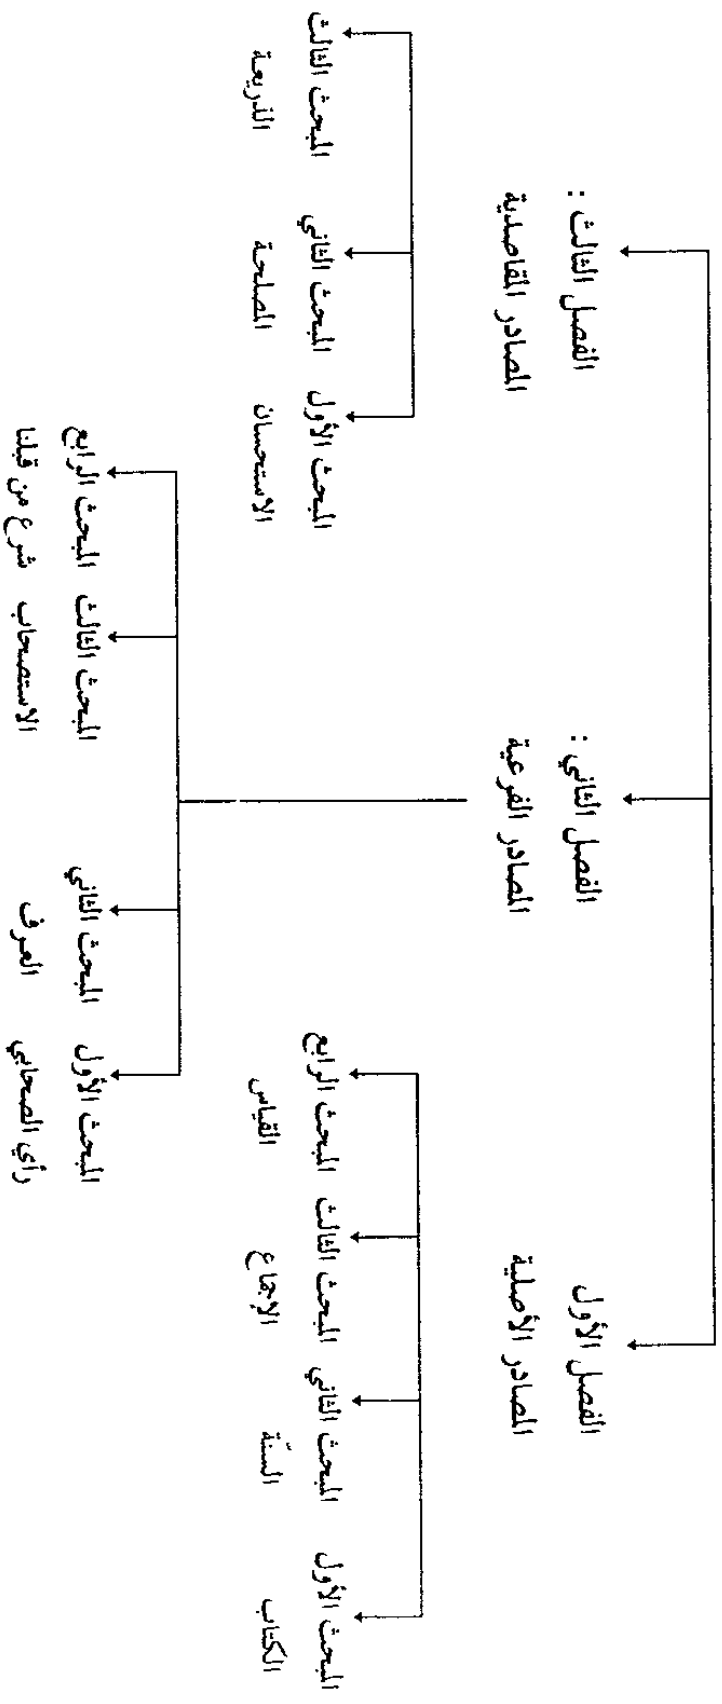 الفصل الأول
المصادر الأصلية
الفصل الثاني :
المصادر الفرعية
الفصل الثالث :
المصادر المقاصدية
المبحث الأول
الكتاب
المبحث الثاني
السنّة
المبحث الثالث
الإجماع
المبحث الرابع
القياس
المبحث الأول
رأي الصحابي
المبحث الثاني
العرف
المبحث الثالث
الاستصحاب
المبحث الرابع
شرع من قبلنا
المبحث الأول
الاستحسان
المبحث الثاني
المصلحة
المبحث الثالث
الذريعة